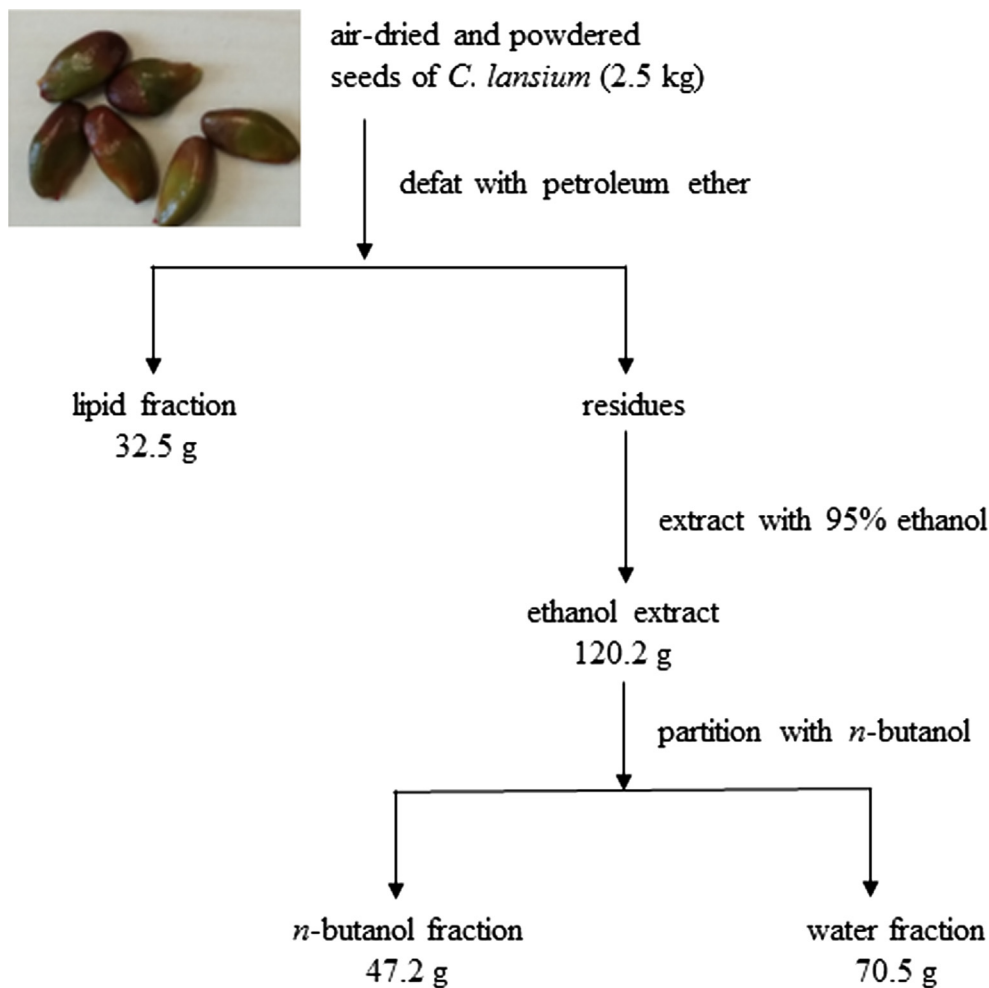 air-dried and powdered
seeds of C. lansium (2.5 kg)
defat with petroleum ether
lipid fraction
32.5 g
residues
extract with 95% ethanol
ethanol extract
120.2 g
partition with n-butanol
n-butanol fraction
47.2 g
water fraction
70.5 g